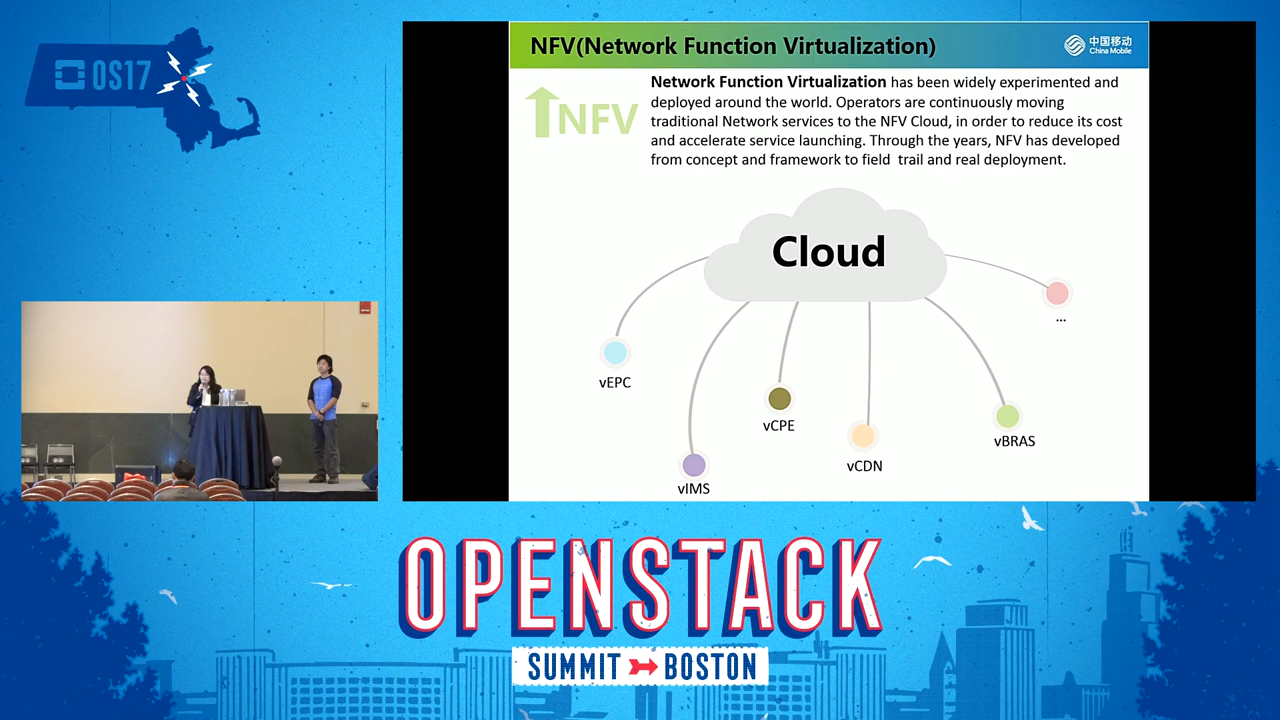 OS17
NFV(Network Function Virtualization)
中国移动
China Mobile
NFV
Network Function Virtualization has been widely experimented and
deployed around the world. Operators are continuously moving
traditional Network services to the NFV Cloud, in order to reduce its cost
and accelerate service launching. Through the years, NFV has developed
from concept and framework to field  trail and real deployment.
Cloud
...
vEPC
vCPE
vBRAS
vCDN
vIMS
OPENSTACK
SUMMIT BOSTON